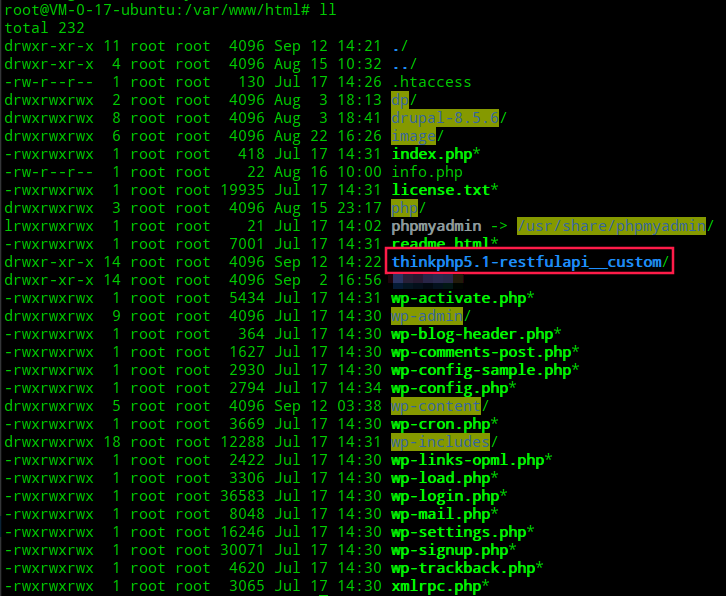 root@VM-0-17-ubuntu:/var/www/html# ll
total 232
drwxr-xr-x 11 root root  4096 Sep 12 14:21 ./
drwxr-xr-x  4 root root  4096 Aug 15 10:32 ../
-rw-r--r--  1 root root   130 Jul 17 14:26 .htaccess
drwxrwxrwx  2 root root  4096 Aug  3 18:13 dp/
drwxrwxrwx  8 root root  4096 Aug  3 18:41 drupal-8.5.6/
drwxrwxrwx  6 root root  4096 Aug 22 16:26 image/
-rwxrwxrwx  1 root root   418 Jul 17 14:31 index.php*
-rw-r--r--  1 root root    22 Aug 16 10:00 info.php
-rwxrwxrwx  1 root root 19935 Jul 17 14:31 license.txt*
drwxrwxrwx  3 root root  4096 Aug 15 23:17 php/
lrwxrwxrwx  1 root root    21 Jul 17 14:02 phpmyadmin -> /usr/share/phpmyadmin/
-rwxrwxrwx  1 root root  7001 Jul 17 14:31 readme.html*
drwxr-xr-x 14 root root  4096 Sep 12 14:22 thinkphp5.1-restfulapi__custom/
drwxr-xr-x 14 root root  4096 Sep  2 16:56
-rwxrwxrwx  1 root root  5434 Jul 17 14:31 wp-activate.php*
drwxrwxrwx  9 root root  4096 Jul 17 14:30 wp-admin/
-rwxrwxrwx  1 root root   364 Jul 17 14:30 wp-blog-header.php*
-rwxrwxrwx  1 root root  1627 Jul 17 14:30 wp-comments-post.php*
-rwxrwxrwx  1 root root  2930 Jul 17 14:30 wp-config-sample.php*
-rwxrwxrwx  1 root root  2794 Jul 17 14:34 wp-config.php*
drwxrwxrwx  5 root root  4096 Sep 12 03:38 wp-content/
-rwxrwxrwx  1 root root  3669 Jul 17 14:30 wp-cron.php*
drwxrwxrwx 18 root root 12288 Jul 17 14:31 wp-includes/
-rwxrwxrwx  1 root root  2422 Jul 17 14:30 wp-links-opml.php*
-rwxrwxrwx  1 root root  3306 Jul 17 14:30 wp-load.php*
-rwxrwxrwx  1 root root 36583 Jul 17 14:30 wp-login.php*
-rwxrwxrwx  1 root root  8048 Jul 17 14:30 wp-mail.php*
-rwxrwxrwx  1 root root 16246 Jul 17 14:30 wp-settings.php*
-rwxrwxrwx  1 root root 30071 Jul 17 14:30 wp-signup.php*
-rwxrwxrwx  1 root root  4620 Jul 17 14:30 wp-trackback.php*
-rwxrwxrwx  1 root root  3065 Jul 17 14:30 xmlrpc.php*